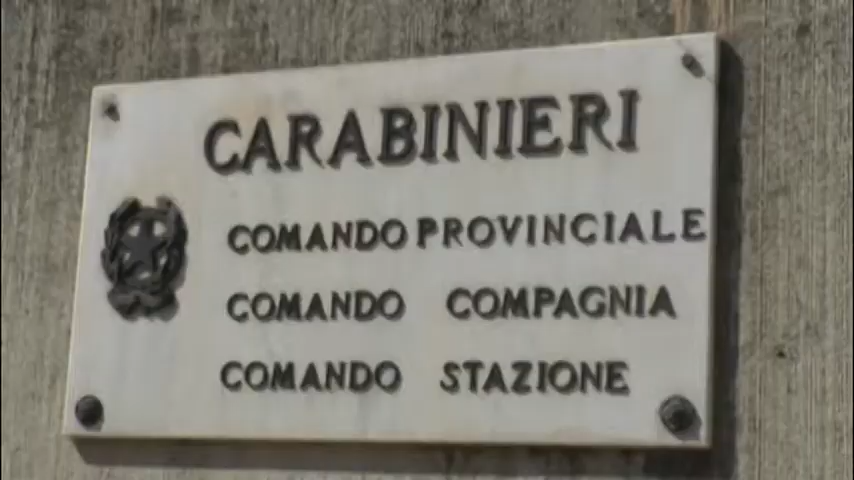 CARABINIERI
COMANDO PROVINCIALE
COMANDO COMPAGNIA
COMANDO STAZIONE